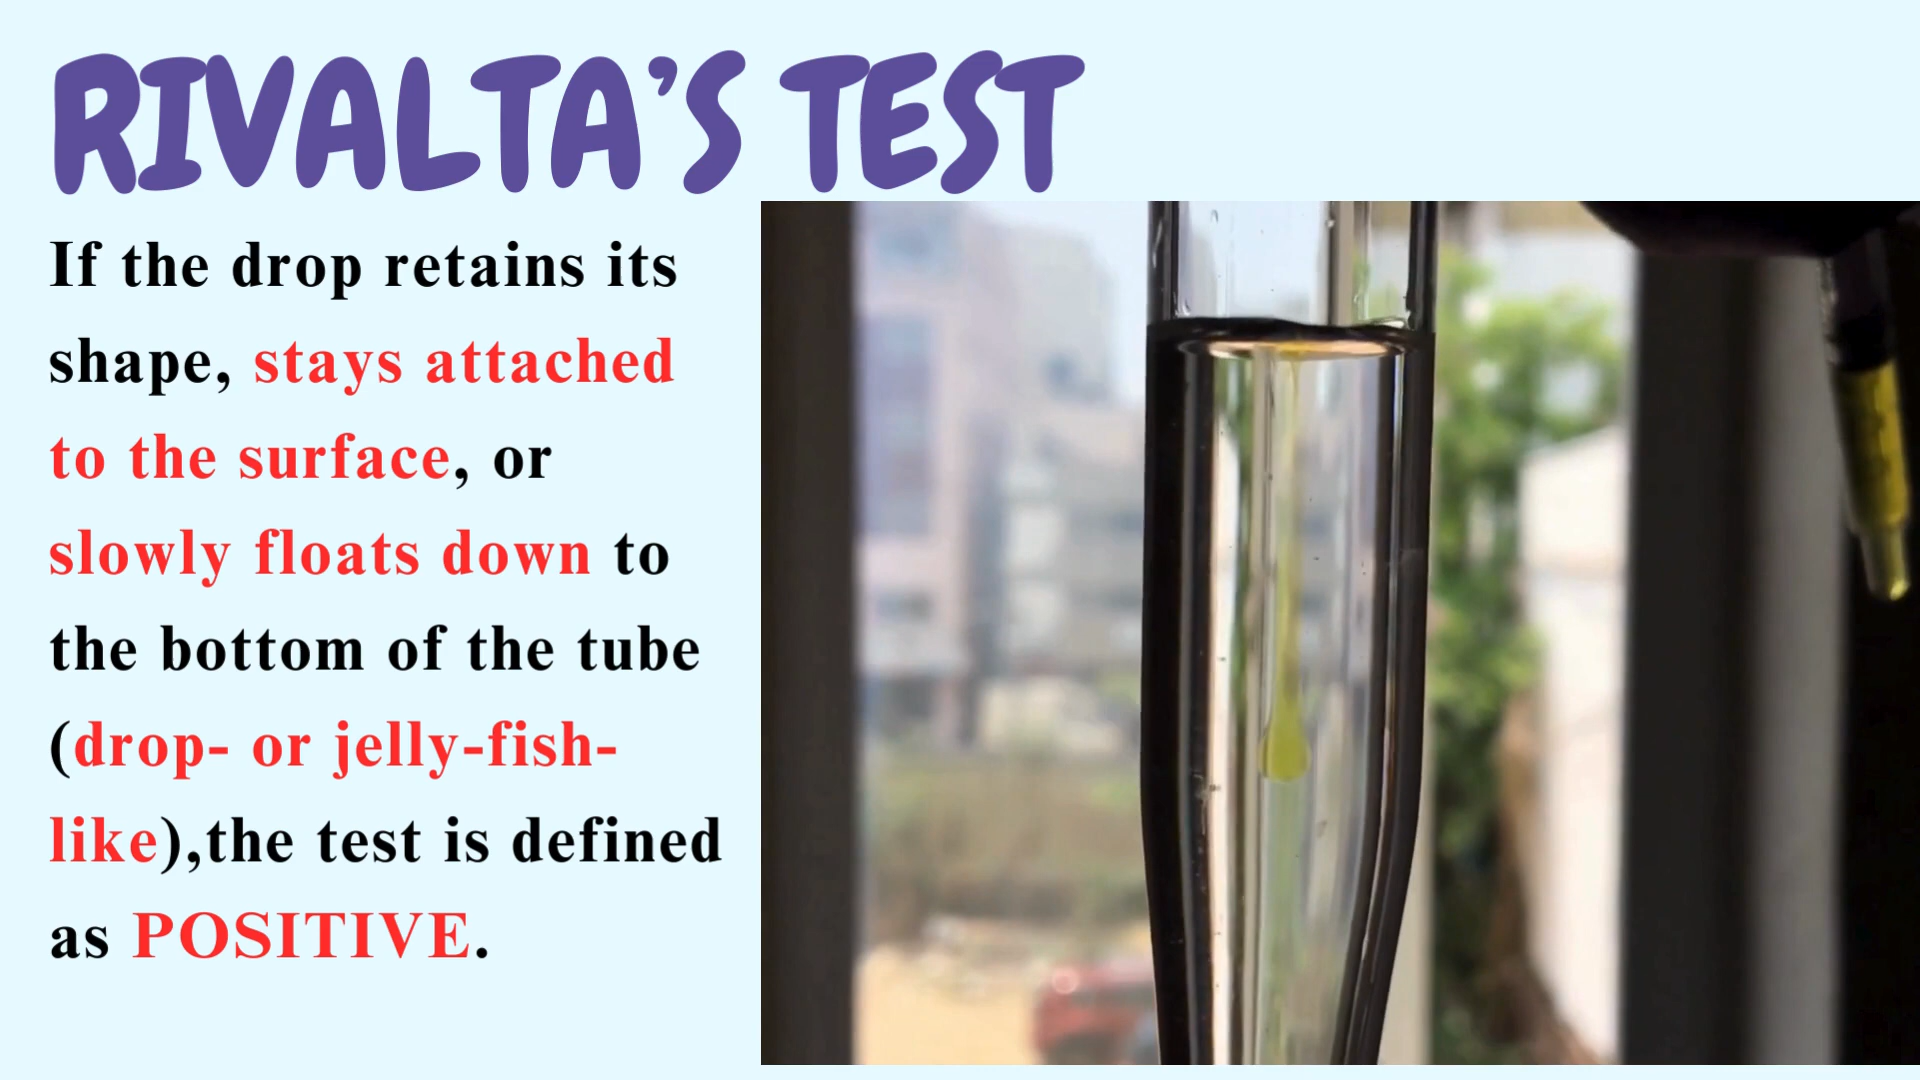 RIVALTA’S TEST
If the drop retains its
shape, stays attached
to the surface, or
slowly floats down to
the bottom of the tube
(drop- or jelly-fish-
like),the test is defined
as POSITIVE.